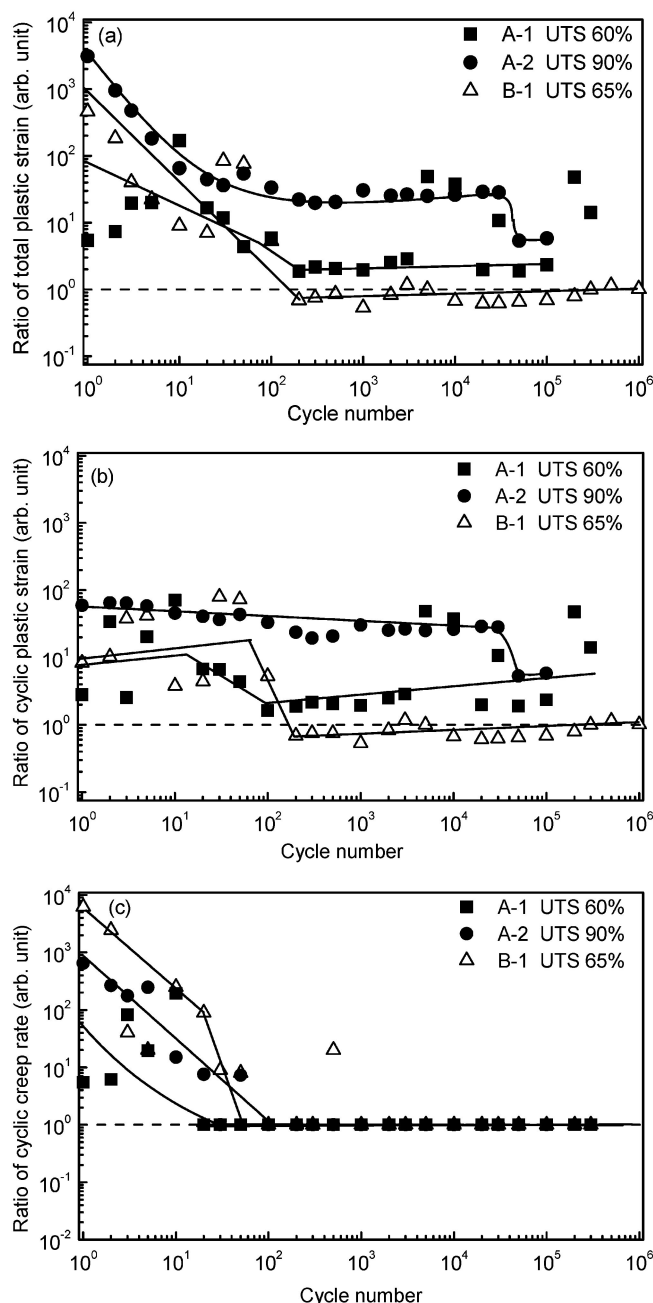 (a)
A-1 UTS 60%
A-2 UTS 90%
B-1 UTS 65%
Ratio of total plastic strain (arb. unit)
10⁴
10³
10²
10¹
10⁰
10⁻¹
10⁰ 10¹ 10² 10³ 10⁴ 10⁵ 10⁶
Cycle number
(b)
A-1 UTS 60%
A-2 UTS 90%
B-1 UTS 65%
Ratio of cyclic plastic strain (arb. unit)
10⁴
10³
10²
10¹
10⁰
10⁻¹
10⁰ 10¹ 10² 10³ 10⁴ 10⁵ 10⁶
Cycle number
(c)
A-1 UTS 60%
A-2 UTS 90%
B-1 UTS 65%
Ratio of cyclic creep rate (arb. unit)
10⁴
10³
10²
10¹
10⁰
10⁻¹
10⁻²
10⁰ 10¹ 10² 10³ 10⁴ 10⁵ 10⁶
Cycle number